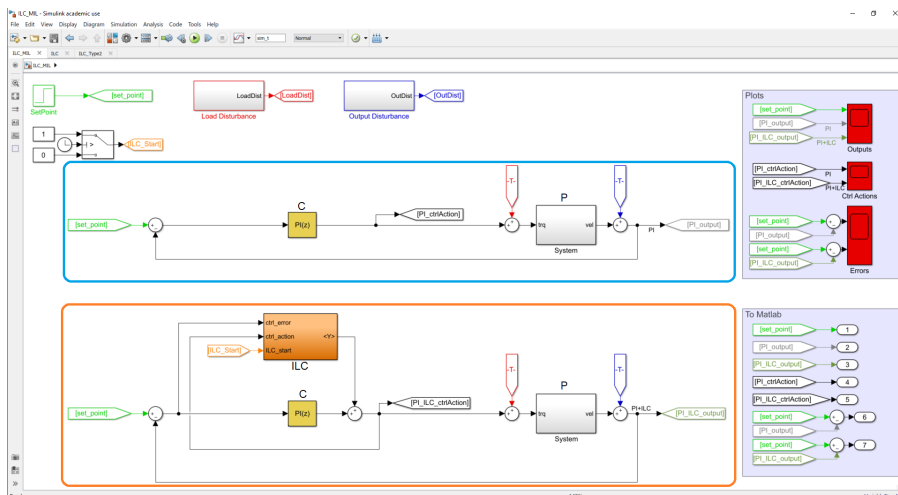 ILC_MIL - Simulink academic use
File Edit View Display Diagram Simulation Analysis Code Tools Help
sim_t
Normal
ILC_MIL
ILC
ILC_Type2
ILC_MIL
SetPoint
[set_point]
LoadDist
[LoadDist]
Load Disturbance
OutDist
[OutDist]
Output Disturbance
1
0
[ILC_Start]
C
[set_point]
PI(z)
[PI_ctrlAction]
-T-
P
trq
vel
System
-T-
PI
[PI_output]
ctrl_error
ctrl_action
<Y>
[ILC_Start]
ILC_start
ILC
C
[set_point]
PI(z)
[PI_ILC_ctrlAction]
-T-
P
trq
vel
System
-T-
PI+ILC
[PI_ILC_output]
Plots
[set_point]
[PI_output]
PI
[PI_ILC_output]
PI+ILC
Outputs
[PI_ctrlAction]
PI
[PI_ILC_ctrlAction]
PI+ILC
Ctrl Actions
[set_point]
[PI_output]
[set_point]
[PI_ILC_output]
Errors
To Matlab
[set_point]
1
[PI_output]
2
[PI_ILC_output]
3
[PI_ctrlAction]
4
[PI_ILC_ctrlAction]
5
[set_point]
6
[PI_output]
[set_point]
7
[PI_ILC_output]